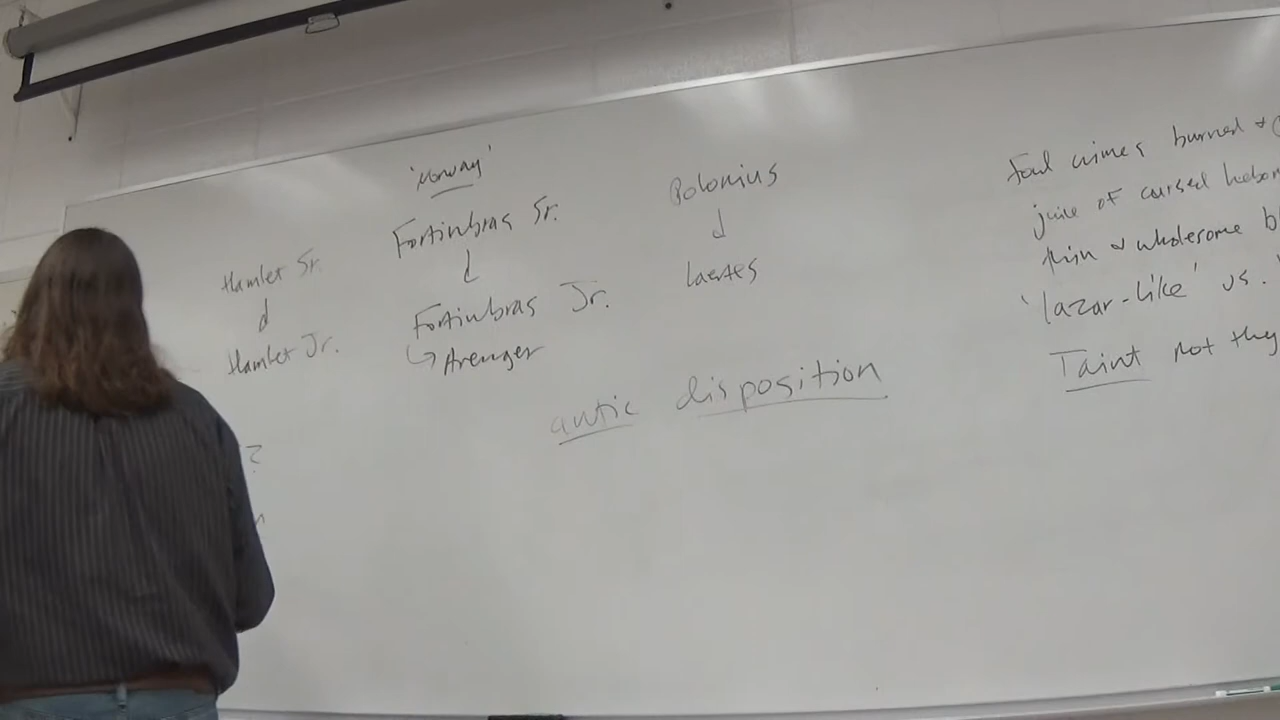 'Norway'
Fortinbras Sr.
Fortinbras Jr.
↳ Avenger
Hamlet Sr.
Hamlet Jr.
Polonius
Laertes
?
antic disposition
foul crimes burned +
juice of cursed hebon
thin + wholesome b
'lazar-like' vs.
Taint not thy